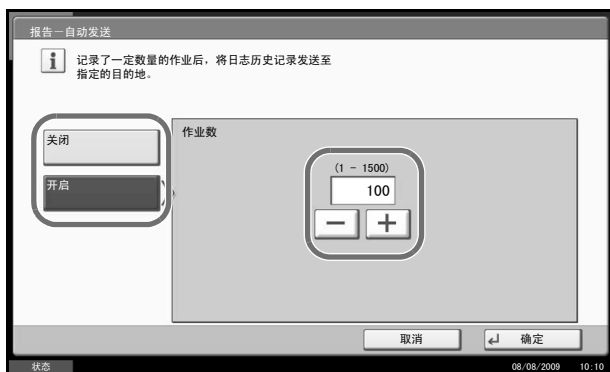 报告－自动发送
i 记录了一定数量的作业后，将日志历史记录发送至
指定的目的地。
关闭
开启
作业数
(1 - 1500)
100
− +
取消
确定
状态
08/08/2009 10:10